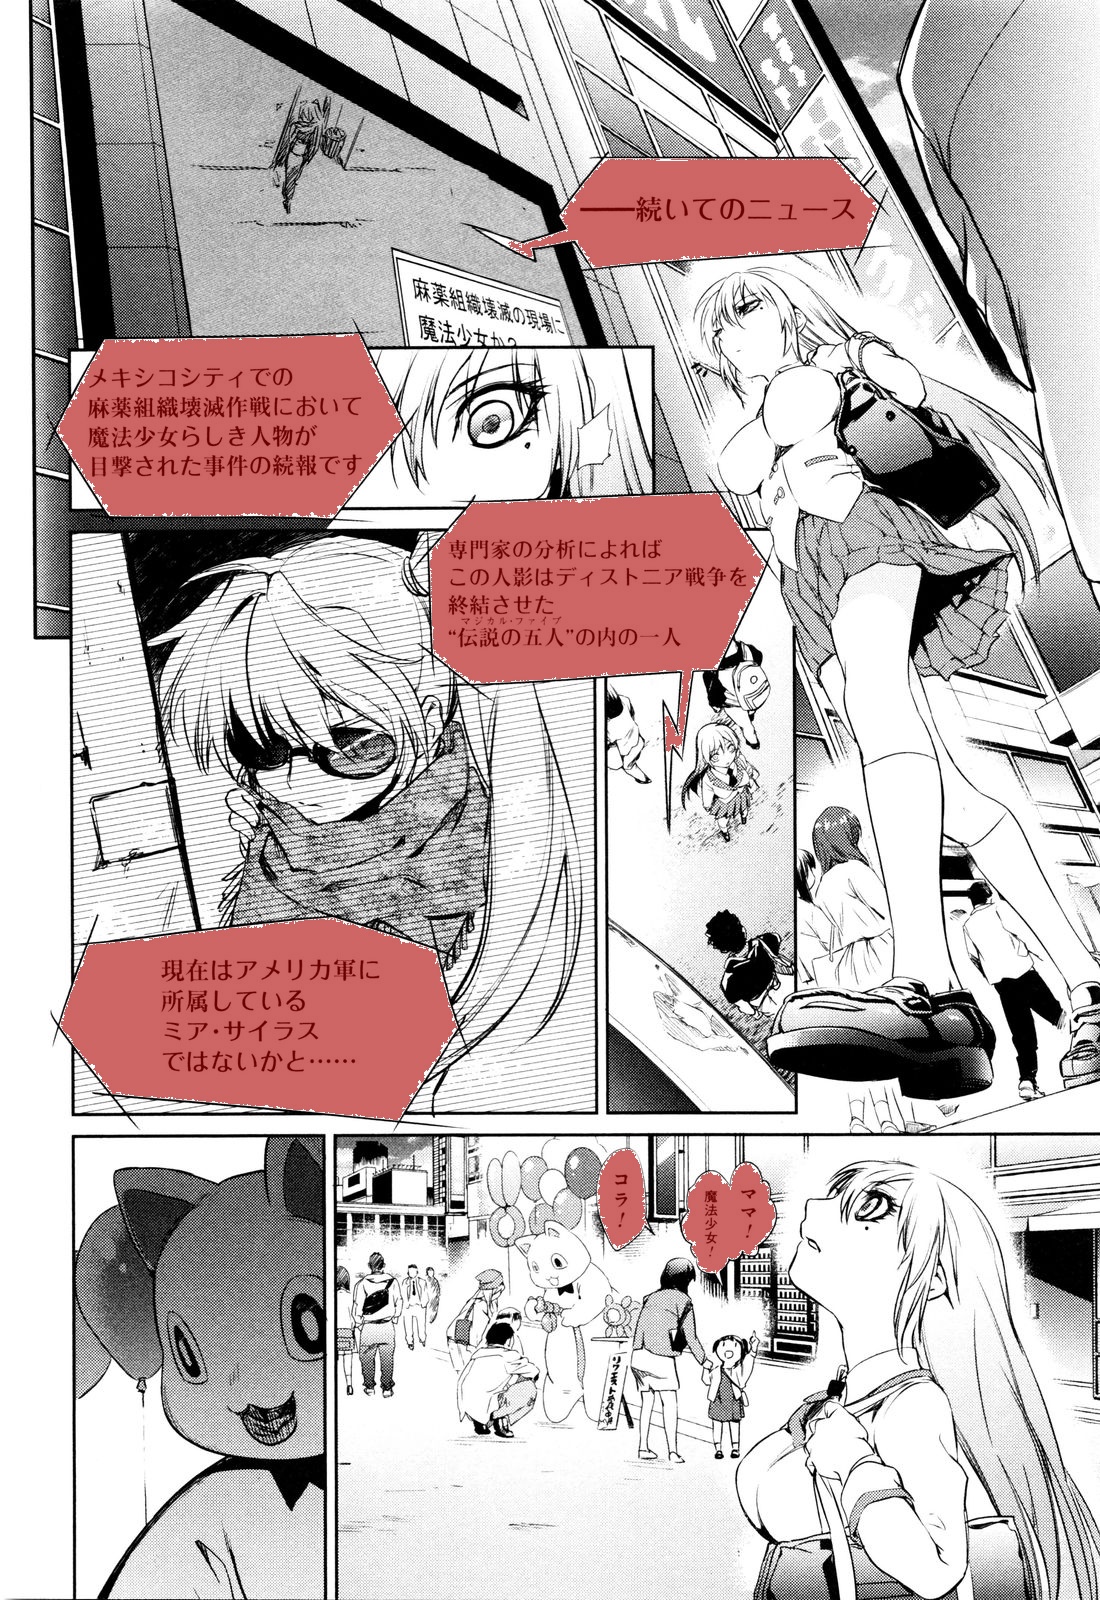 ――続いてのニュース
麻薬組織壊滅の現場に
魔法少女か?
メキシコシティでの
麻薬組織壊滅作戦において
魔法少女らしき人物が
目撃された事件の続報です
専門家の分析によれば
この人影はディストニア戦争を
終結させた
マジカル・ファイブ
“伝説の五人”の内の一人
現在はアメリカ軍に
所属している
ミア・サイラス
ではないかと……
ママ!
魔法少女!
コラ!